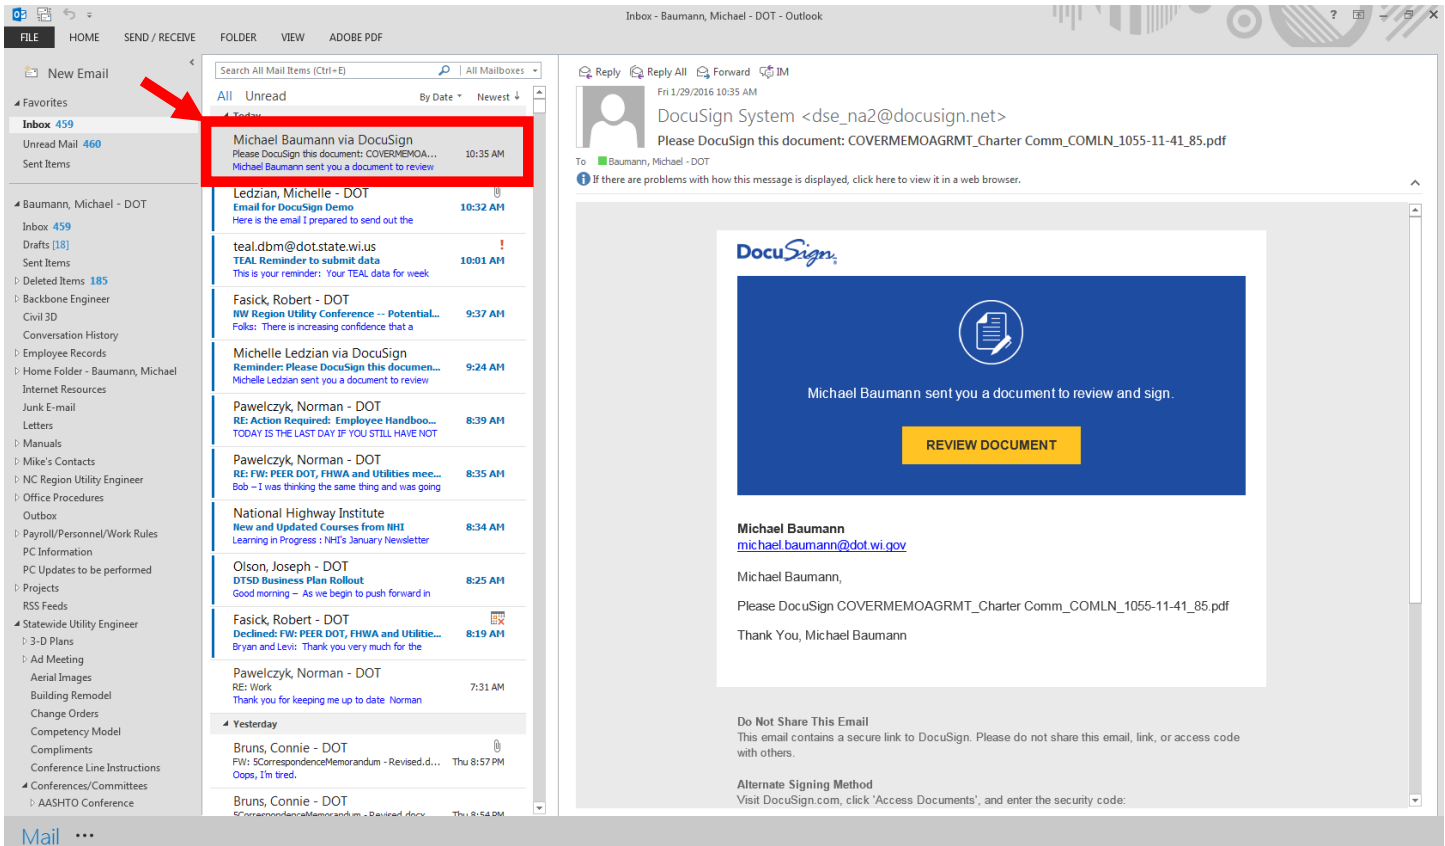 Inbox - Baumann, Michael - DOT - Outlook
FILE HOME SEND / RECEIVE FOLDER VIEW ADOBE PDF
New Email
Favorites
Inbox 459
Unread Mail 460
Sent Items
Baumann, Michael - DOT
Inbox 459
Drafts [18]
Sent Items
Deleted Items 185
Backbone Engineer
Civil 3D
Conversation History
Employee Records
Home Folder - Baumann, Michael
Internet Resources
Junk E-mail
Letters
Manuals
Mike's Contacts
NC Region Utility Engineer
Office Procedures
Outbox
Payroll/Personnel/Work Rules
PC Information
PC Updates to be performed
Projects
RSS Feeds
Statewide Utility Engineer
3-D Plans
Ad Meeting
Aerial Images
Building Remodel
Change Orders
Competency Model
Compliments
Conference Line Instructions
Conferences/Committees
AASHTO Conference
Mail ...
Search All Mail Items (Ctrl+E) All Mailboxes
All Unread By Date Newest
Today
Michael Baumann via DocuSign
Please DocuSign this document: COVERMEMOA... 10:35 AM
Michael Baumann sent you a document to review
Ledzian, Michelle - DOT
Email for DocuSign Demo 10:32 AM
Here is the email I prepared to send out the
teal.dbm@dot.state.wi.us !
TEAL Reminder to submit data 10:01 AM
This is your reminder: Your TEAL data for week
Fasick, Robert - DOT
NW Region Utility Conference -- Potential... 9:37 AM
Folks: There is increasing confidence that a
Michelle Ledzian via DocuSign
Reminder: Please DocuSign this documen... 9:24 AM
Michelle Ledzian sent you a document to review
Pawelczyk, Norman - DOT
RE: Action Required: Employee Handboo... 8:39 AM
TODAY IS THE LAST DAY IF YOU STILL HAVE NOT
Pawelczyk, Norman - DOT
RE: FW: PEER DOT, FHWA and Utilities mee... 8:35 AM
Bob – I was thinking the same thing and was going
National Highway Institute
New and Updated Courses from NHI 8:34 AM
Learning in Progress : NHI's January Newsletter
Olson, Joseph - DOT
DTSD Business Plan Rollout 8:25 AM
Good morning – As we begin to push forward in
Fasick, Robert - DOT
Declined: FW: PEER DOT, FHWA and Utilitie... 8:19 AM
Bryan and Levi: Thank you very much for the
Pawelczyk, Norman - DOT
RE: Work 7:31 AM
Thank you for keeping me up to date Norman
Yesterday
Bruns, Connie - DOT
FW: 5CorrespondenceMemorandum - Revised.d... Thu 8:57 PM
Oops, I'm tired.
Bruns, Connie - DOT
5CorrespondenceMemorandum - Revised.docx Thu 8:54 PM
Reply Reply All Forward IM
Fri 1/29/2016 10:35 AM
DocuSign System <dse_na2@docusign.net>
Please DocuSign this document: COVERMEMOAGRMT_Charter Comm_COMLN_1055-11-41_85.pdf
To Baumann, Michael - DOT
If there are problems with how this message is displayed, click here to view it in a web browser.
DocuSign
Michael Baumann sent you a document to review and sign.
REVIEW DOCUMENT
Michael Baumann
michael.baumann@dot.wi.gov
Michael Baumann,
Please DocuSign COVERMEMOAGRMT_Charter Comm_COMLN_1055-11-41_85.pdf
Thank You, Michael Baumann
Do Not Share This Email
This email contains a secure link to DocuSign. Please do not share this email, link, or access code
with others.
Alternate Signing Method
Visit DocuSign.com, click 'Access Documents', and enter the security code: